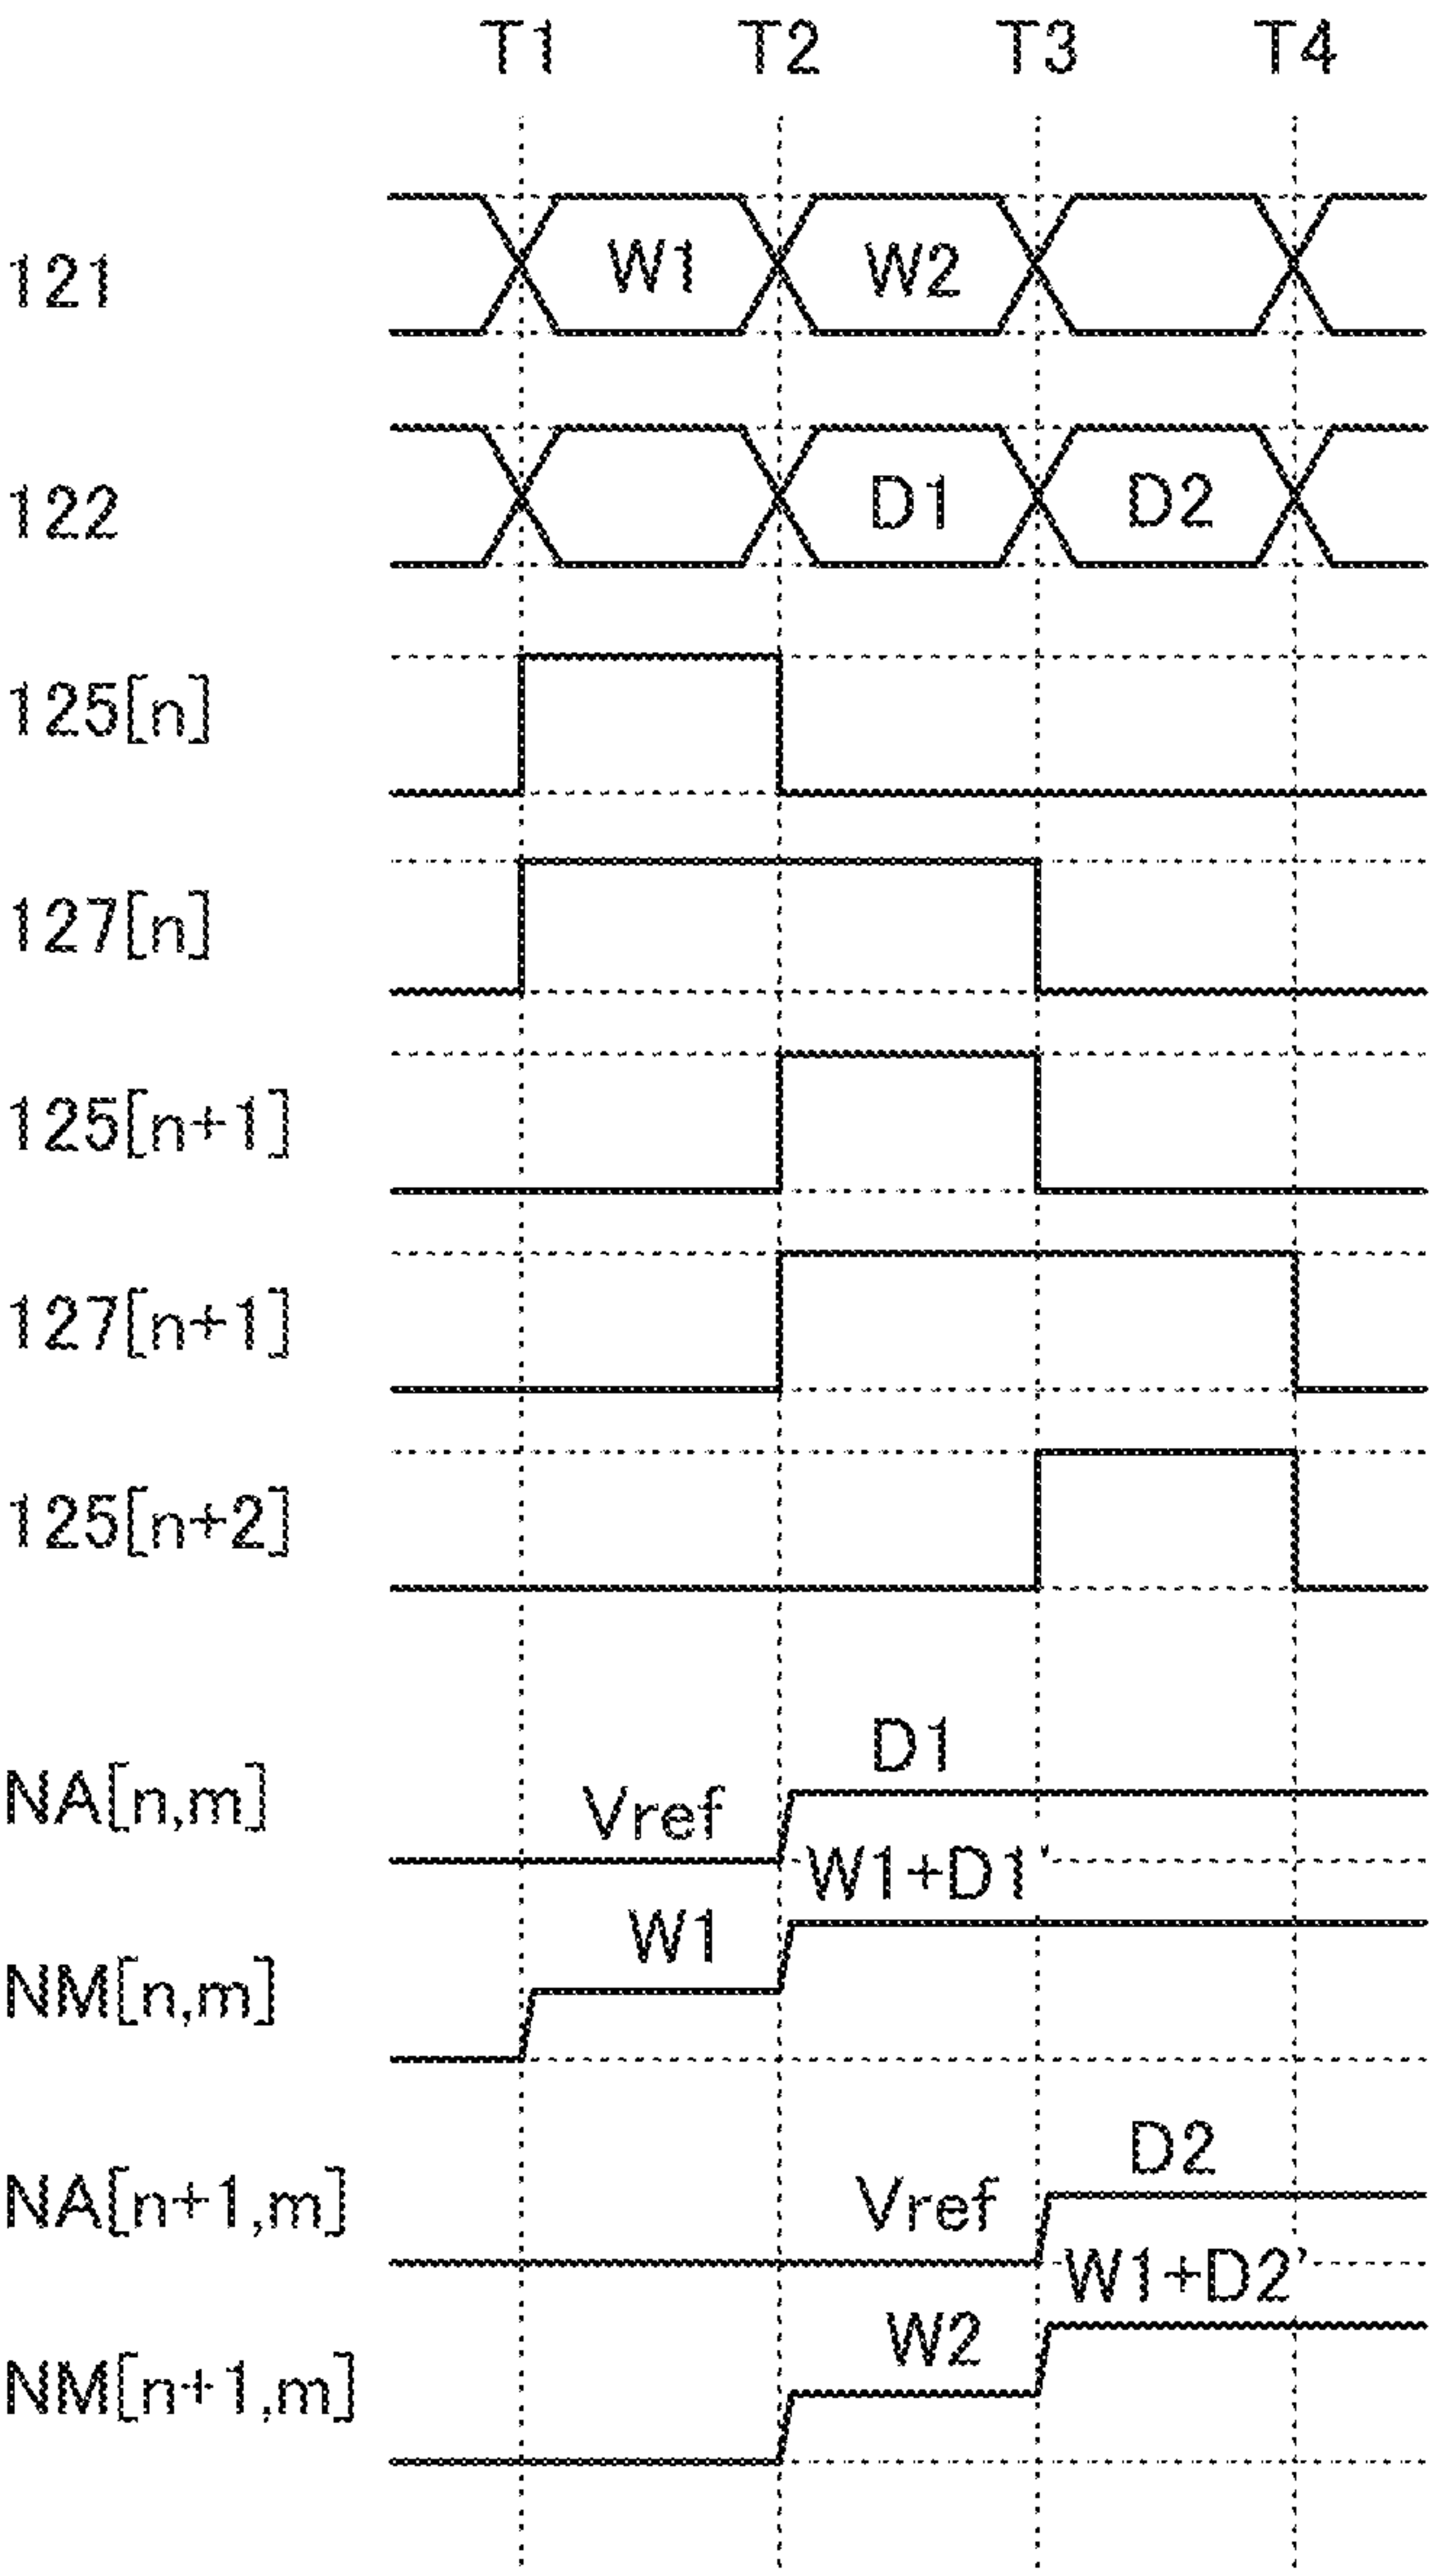 T1 T2 T3 T4
121 W1 W2
122 D1 D2
125[n]
127[n]
125[n+1]
127[n+1]
125[n+2]
D1
NA[n,m] Vref
W1+D1'
W1
NM[n,m]
D2
NA[n+1,m] Vref
W1+D2'
W2
NM[n+1,m]